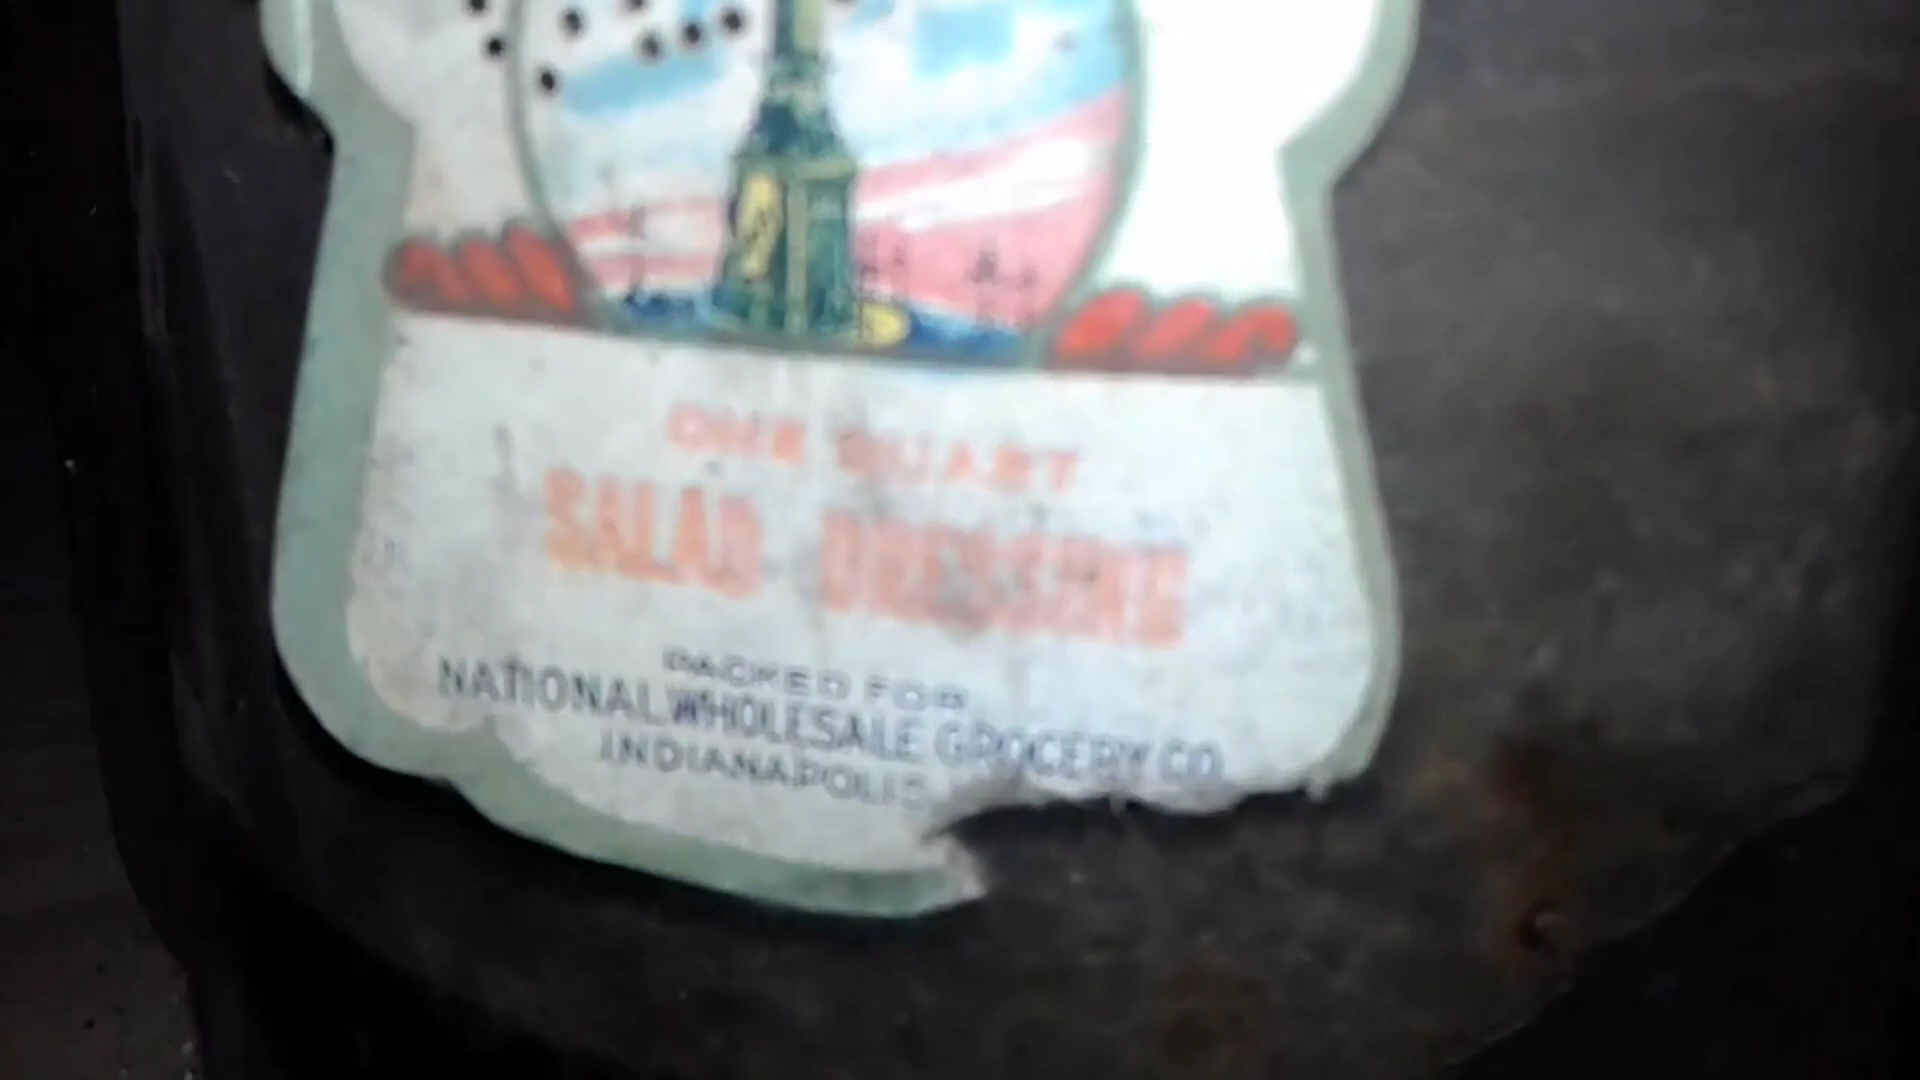 ONE QUART
SALAD DRESSING
PACKED FOR
NATIONAL WHOLESALE GROCERY CO.
INDIANAPOLIS